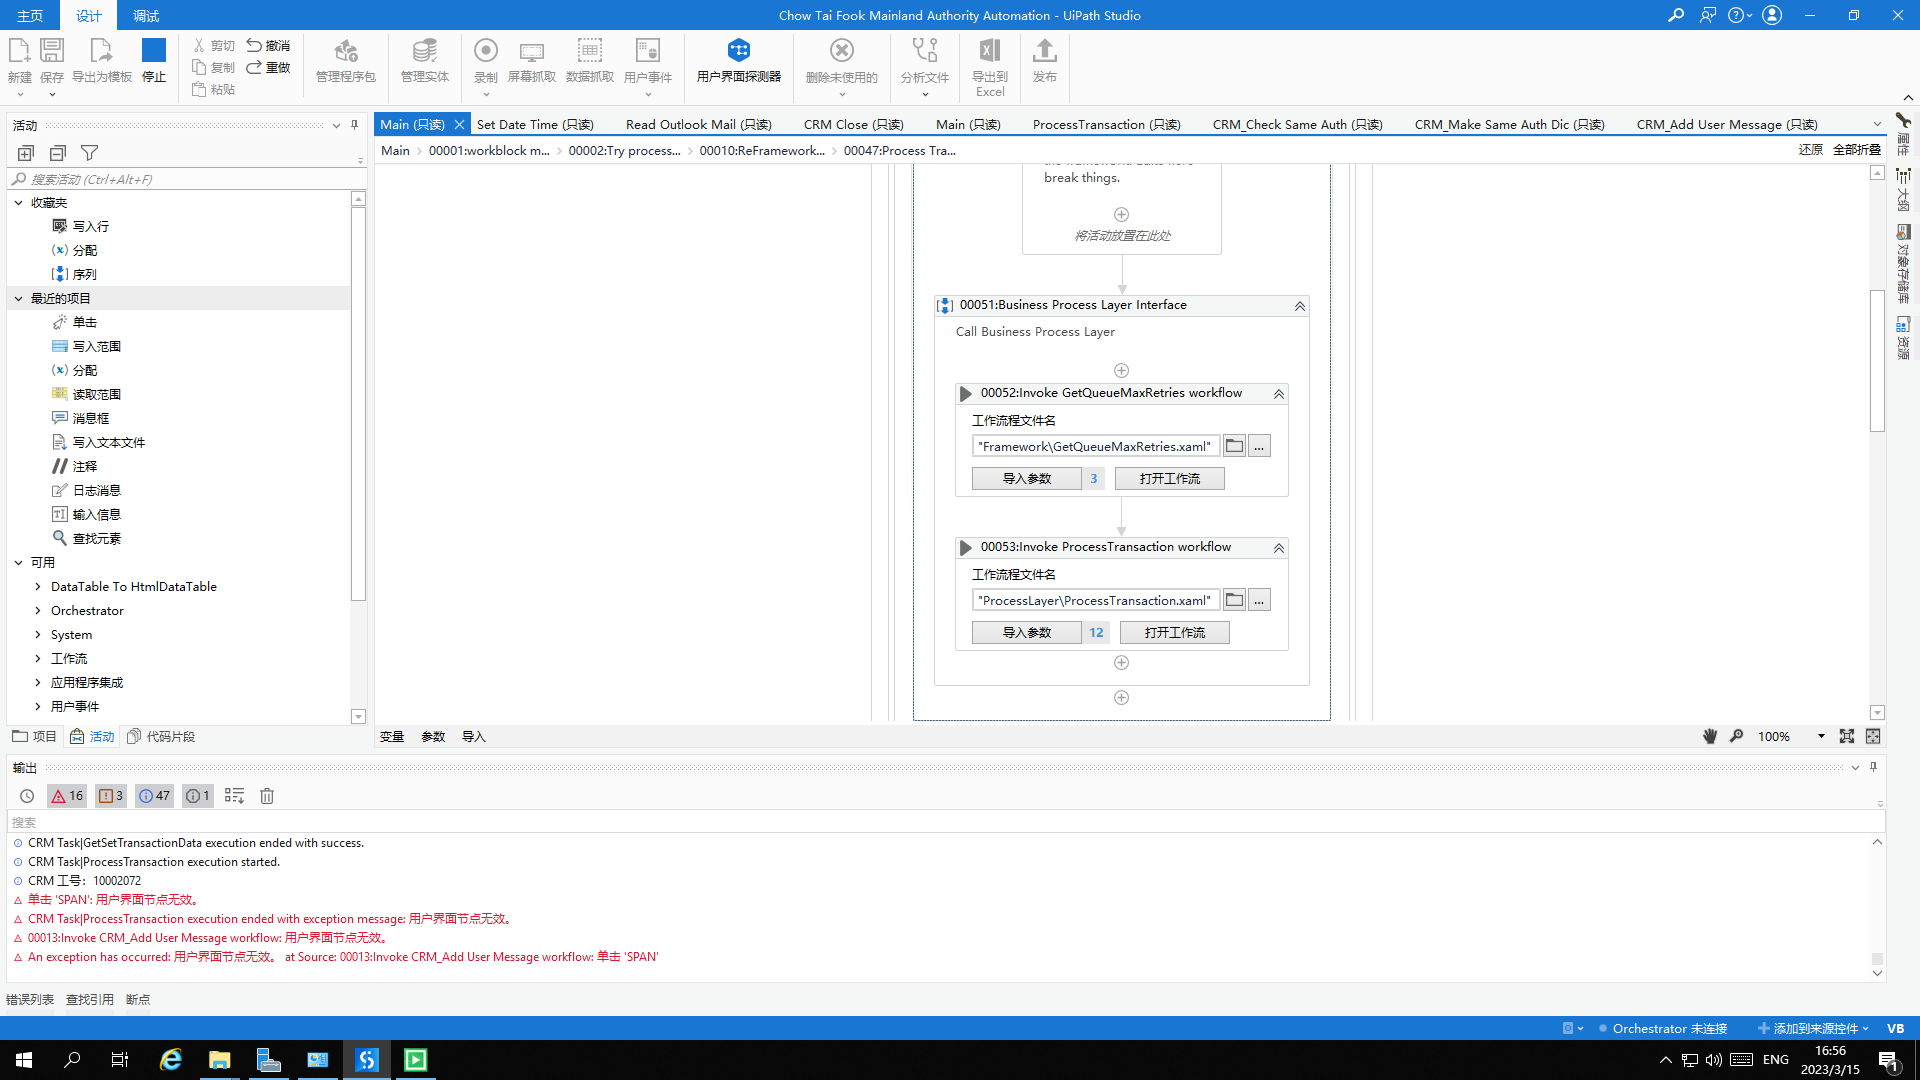 主页
设计
调试
Chow Tai Fook Mainland Authority Automation - UiPath Studio
新建
保存
导出为模板
停止
剪切
复制
粘贴
撤消
重做
管理程序包
管理实体
录制
屏幕抓取
数据抓取
用户事件
用户界面探测器
删除未使用的
分析文件
导出到
Excel
发布
活动
搜索活动 (Ctrl+Alt+F)
收藏夹
写入行
分配
序列
最近的项目
单击
写入范围
分配
读取范围
消息框
写入文本文件
注释
日志消息
输入信息
查找元素
可用
DataTable To HtmlDataTable
Orchestrator
System
工作流
应用程序集成
用户事件
项目
活动
代码片段
Main (只读)
Set Date Time (只读)
Read Outlook Mail (只读)
CRM Close (只读)
Main (只读)
ProcessTransaction (只读)
CRM_Check Same Auth (只读)
CRM_Make Same Auth Dic (只读)
CRM_Add User Message (只读)
Main
00001:workblock m...
00002:Try process...
00010:ReFramework...
00047:Process Tra...
还原
全部折叠
break things.
将活动放置在此处
00051:Business Process Layer Interface
Call Business Process Layer
00052:Invoke GetQueueMaxRetries workflow
工作流程文件名
"Framework\GetQueueMaxRetries.xaml"
...
导入参数
3
打开工作流
00053:Invoke ProcessTransaction workflow
工作流程文件名
"ProcessLayer\ProcessTransaction.xaml"
...
导入参数
12
打开工作流
变量
参数
导入
100%
属性
大纲
对象存储库
资源
输出
16
3
47
1
搜索
CRM Task|GetSetTransactionData execution ended with success.
CRM Task|ProcessTransaction execution started.
CRM 工号：10002072
单击 'SPAN': 用户界面节点无效。
CRM Task|ProcessTransaction execution ended with exception message: 用户界面节点无效。
00013:Invoke CRM_Add User Message workflow: 用户界面节点无效。
An exception has occurred: 用户界面节点无效。 at Source: 00013:Invoke CRM_Add User Message workflow: 单击 'SPAN'
错误列表
查找引用
断点
Orchestrator 未连接
添加到来源控件
VB
ENG
16:56
2023/3/15
1